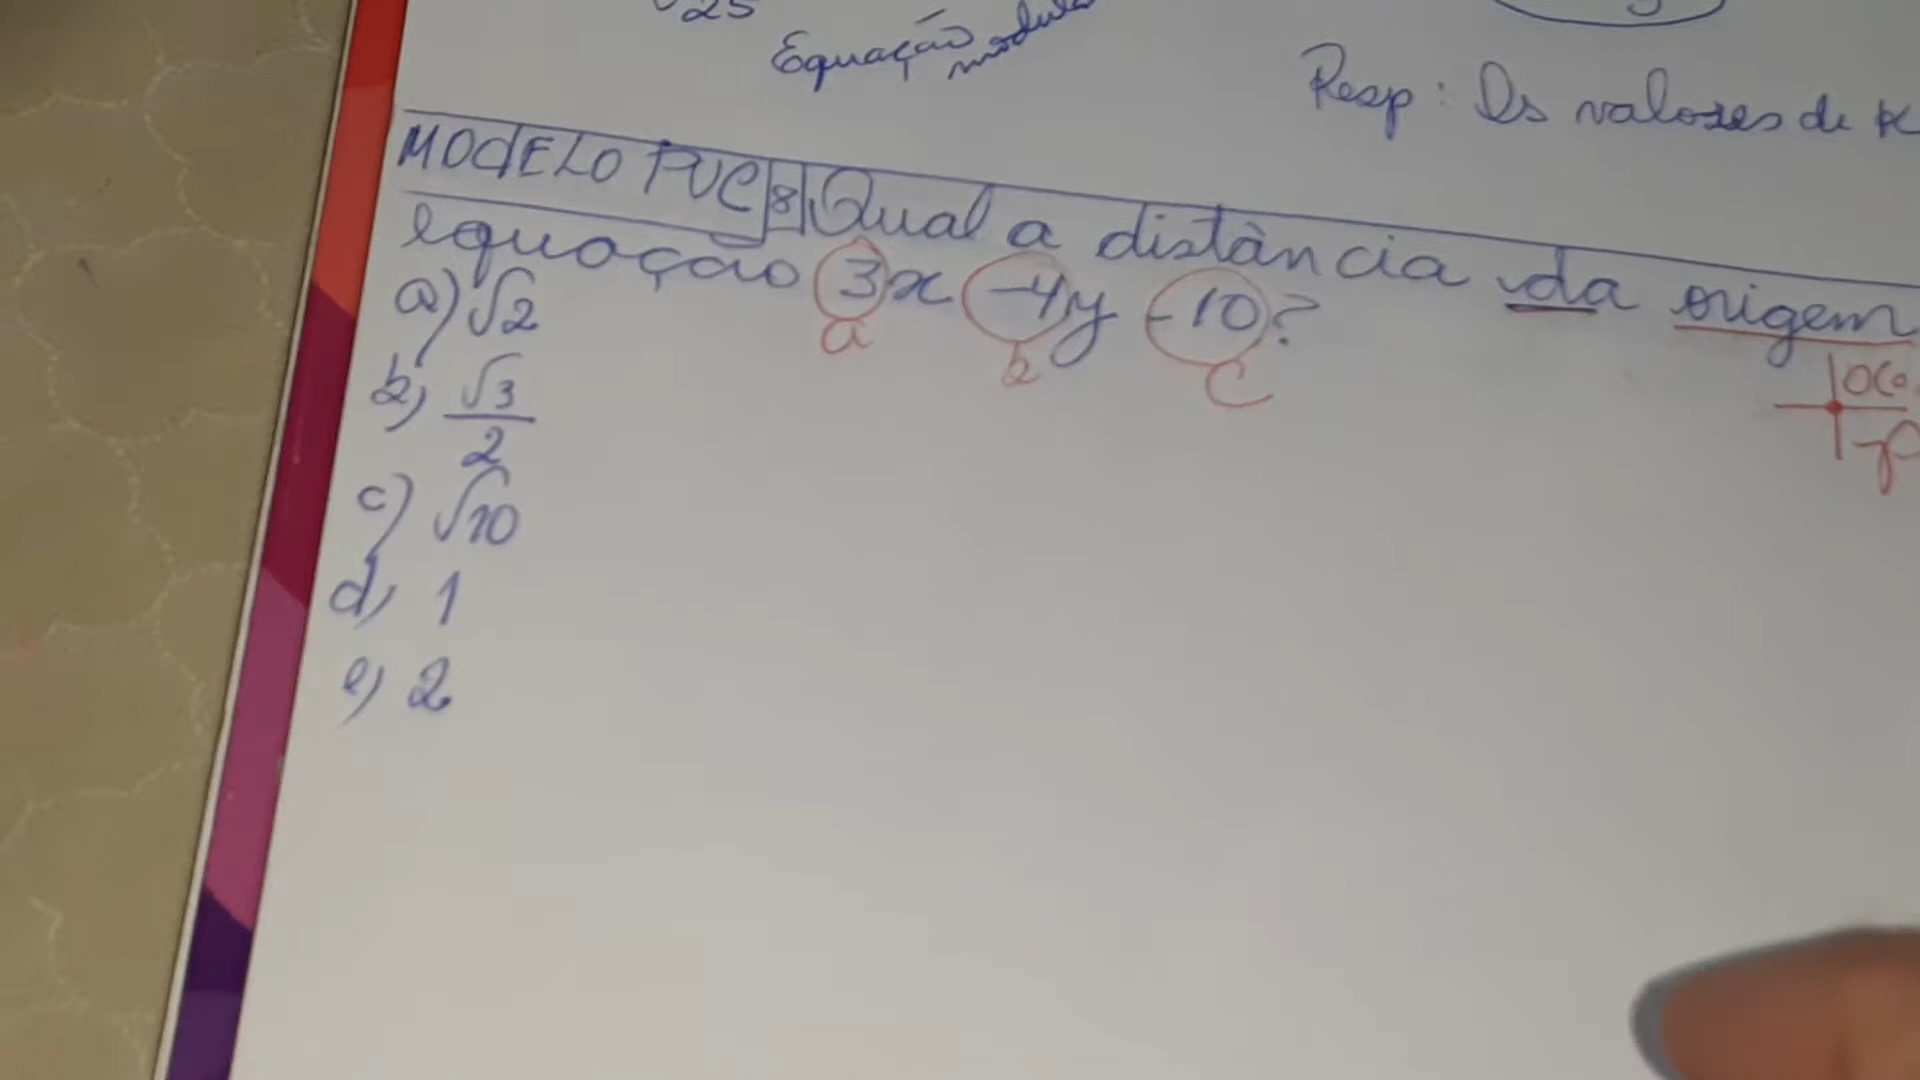 √25
Equação
Resp: Os valores de K
MODELO PUC 8 Qual a distância da origem
equação 3x -4y -10?
a b c
a) √2
b) √3/2
c) √10
d) 1
e) 2